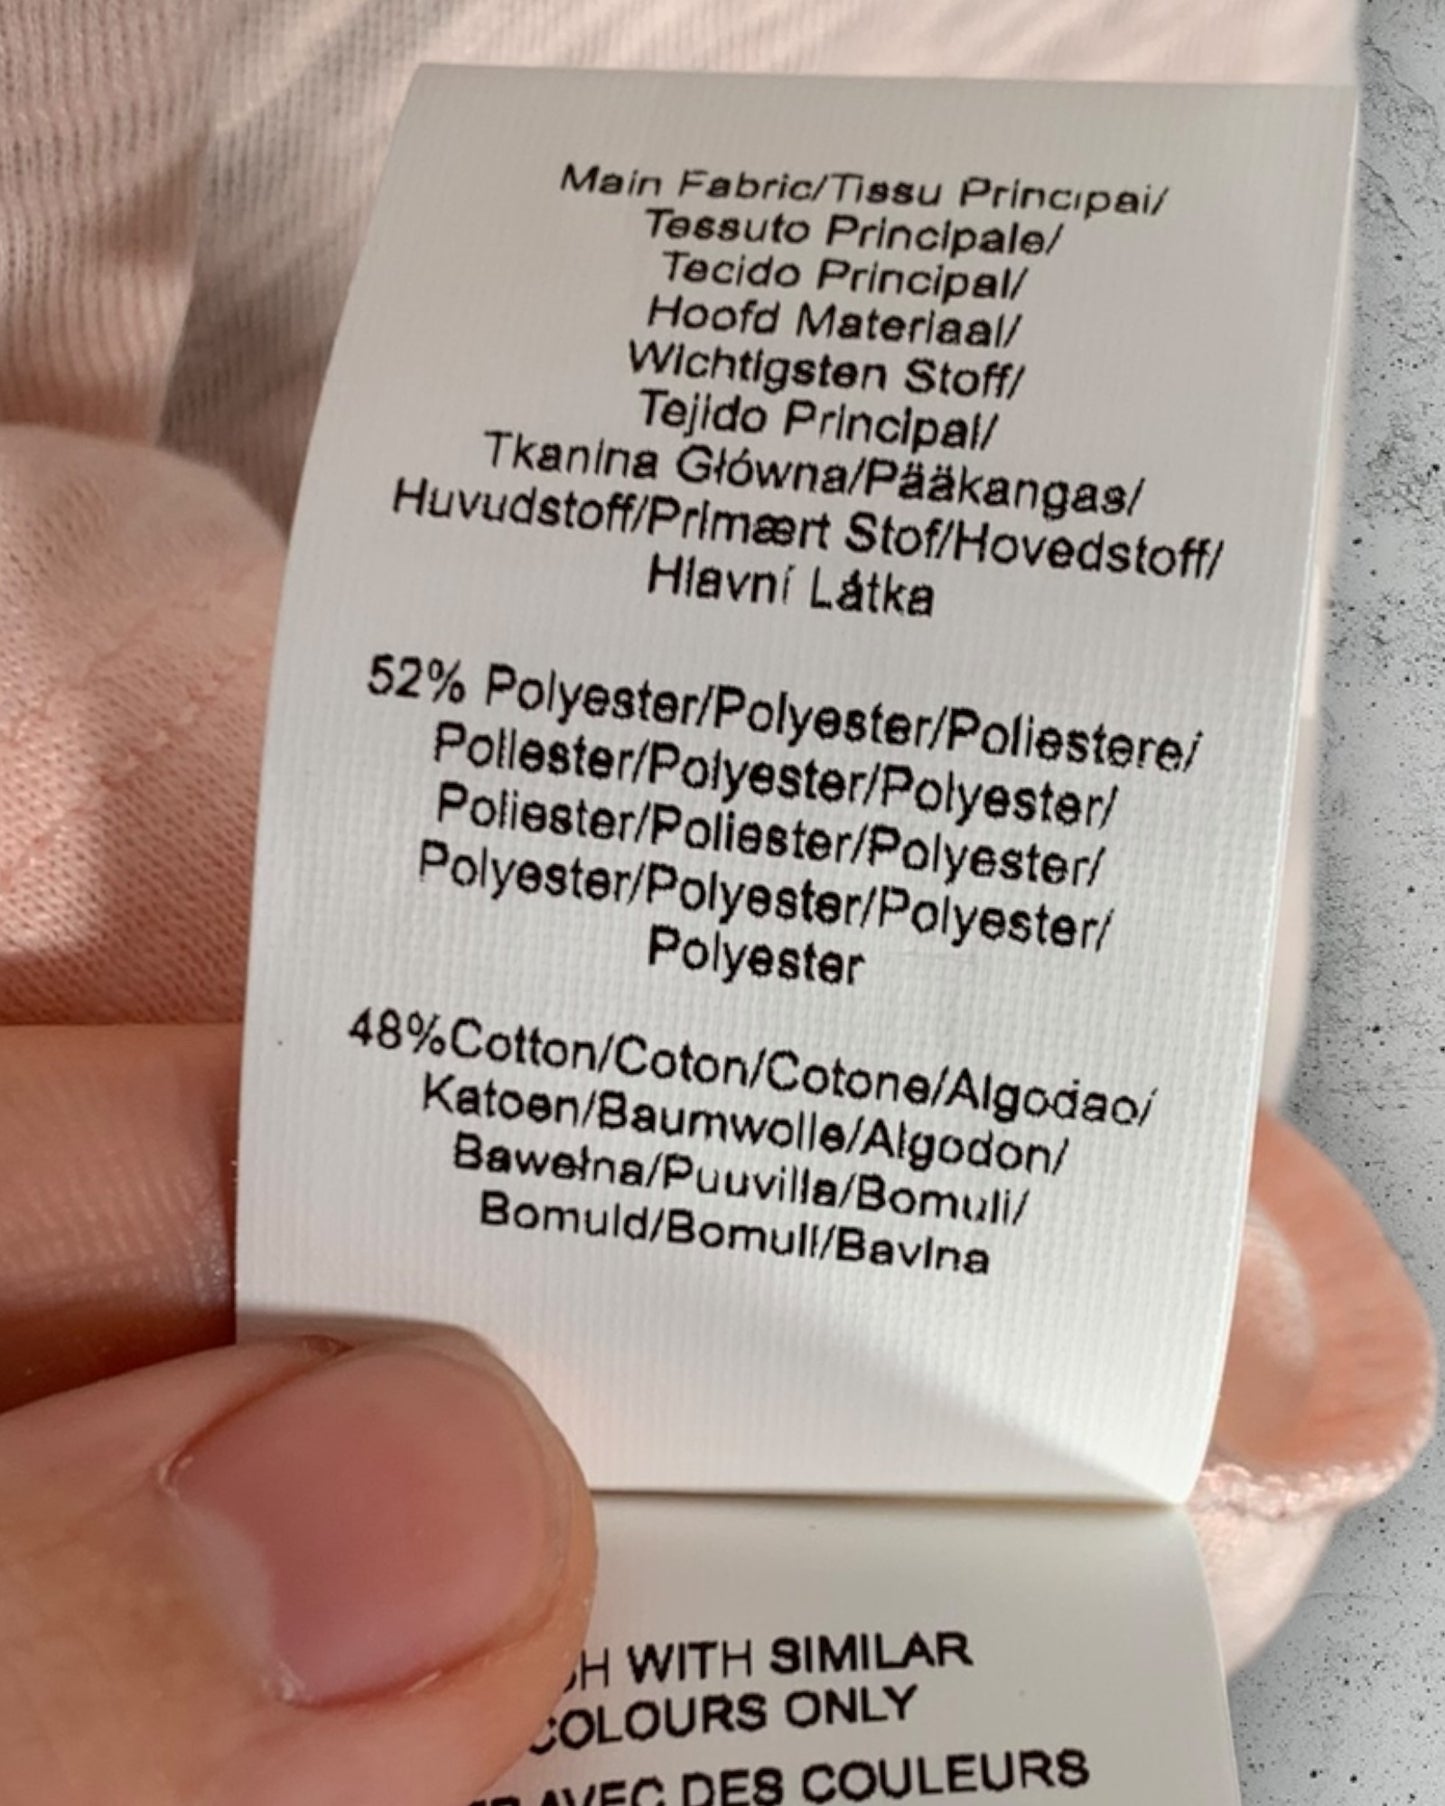 Main Fabric/Tissu Principal/
Tessuto Principale/
Tecido Principal/
Hoofd Materiaal/
Wichtigsten Stoff/
Tejido Principal/
Tkanina Główna/Pääkangas/
Huvudstoff/Primært Stof/Hovedstoff/
Hlavní Látka
52% Polyester/Polyester/Poliestere/
Poliester/Polyester/Polyester/
Poliester/Poliester/Polyester/
Polyester/Polyester/Polyester/
Polyester
48%Cotton/Coton/Cotone/Algodao/
Katoen/Baumwolle/Algodon/
Bawełna/Puuvilla/Bomull/
Bomuld/Bomull/Bavlna
WITH SIMILAR
COLOURS ONLY
AVEC DES COULEURS